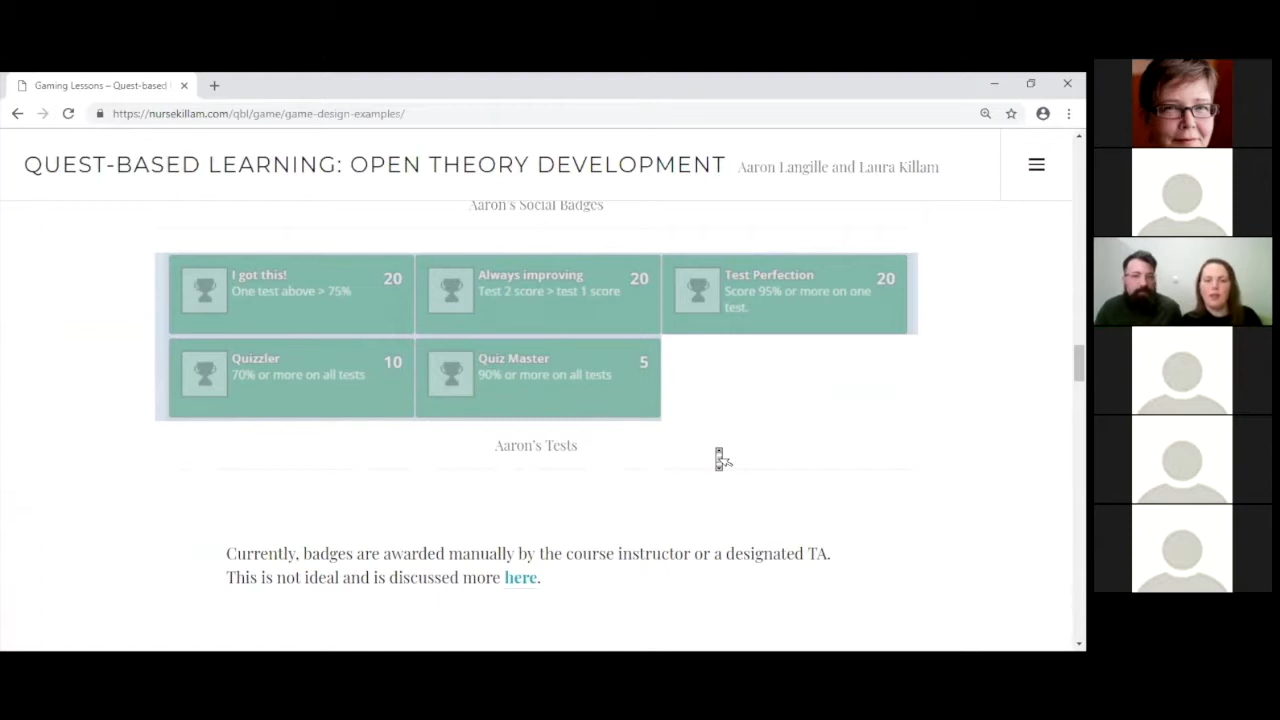 Gaming Lessons – Quest-based
https://nursekillam.com/qbl/game/game-design-examples/
QUEST-BASED LEARNING: OPEN THEORY DEVELOPMENT Aaron Langille and Laura Killam
Aaron's Social Badges
I got this! 20
One test above > 75%
Always improving 20
Test 2 score > test 1 score
Test Perfection 20
Score 95% or more on one
test.
Quizzler 10
70% or more on all tests
Quiz Master 5
90% or more on all tests
Aaron's Tests
Currently, badges are awarded manually by the course instructor or a designated TA.
This is not ideal and is discussed more here.